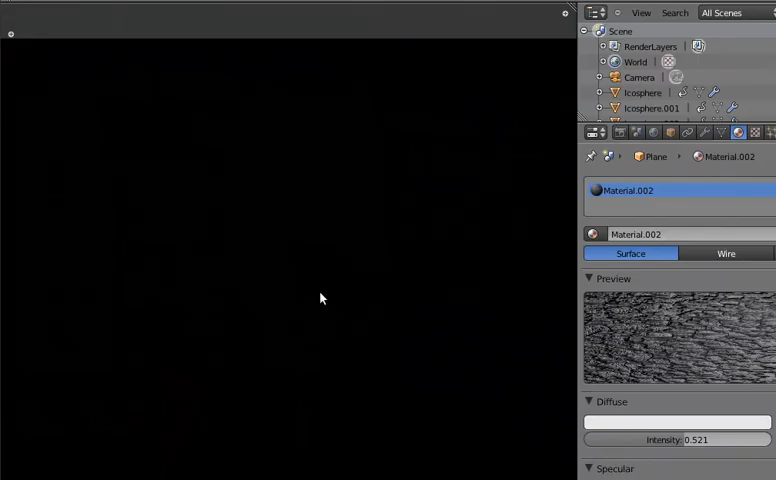 View Search All Scenes
Scene
RenderLayers
World
Camera
Icosphere
Icosphere.001
Plane Material.002
Material.002
Material.002
Surface Wire
Preview
Diffuse
Intensity: 0.521
Specular